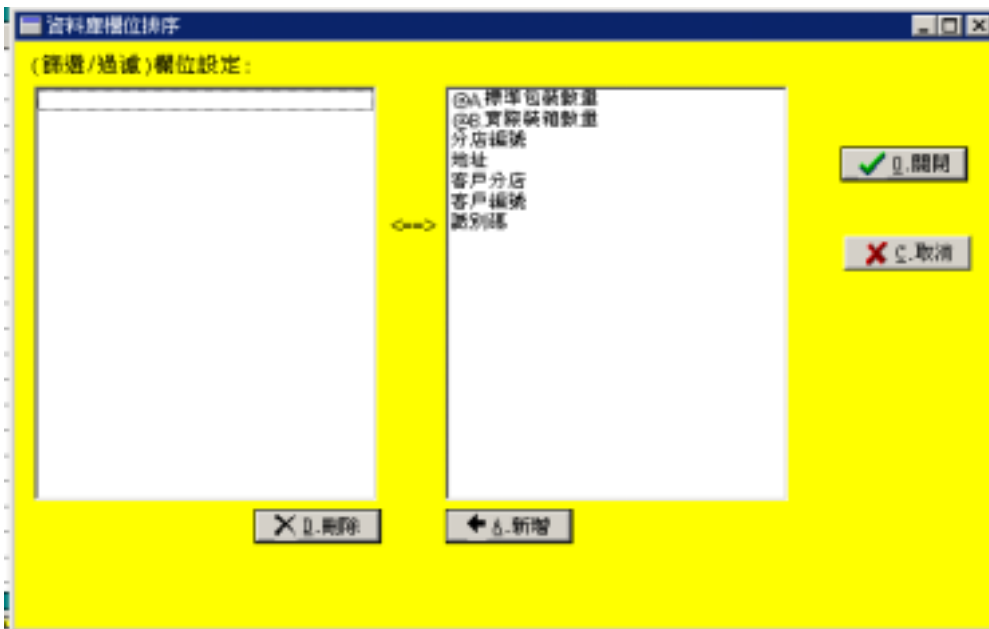 資料庫欄位排序
(篩選/過濾)欄位設定:
@A.標準包裝數量
@B.實際裝箱數量
分店編號
地址
客戶分店
客戶編號
識別碼
<==>
O.開閉
C.取消
D.刪除
A.新增